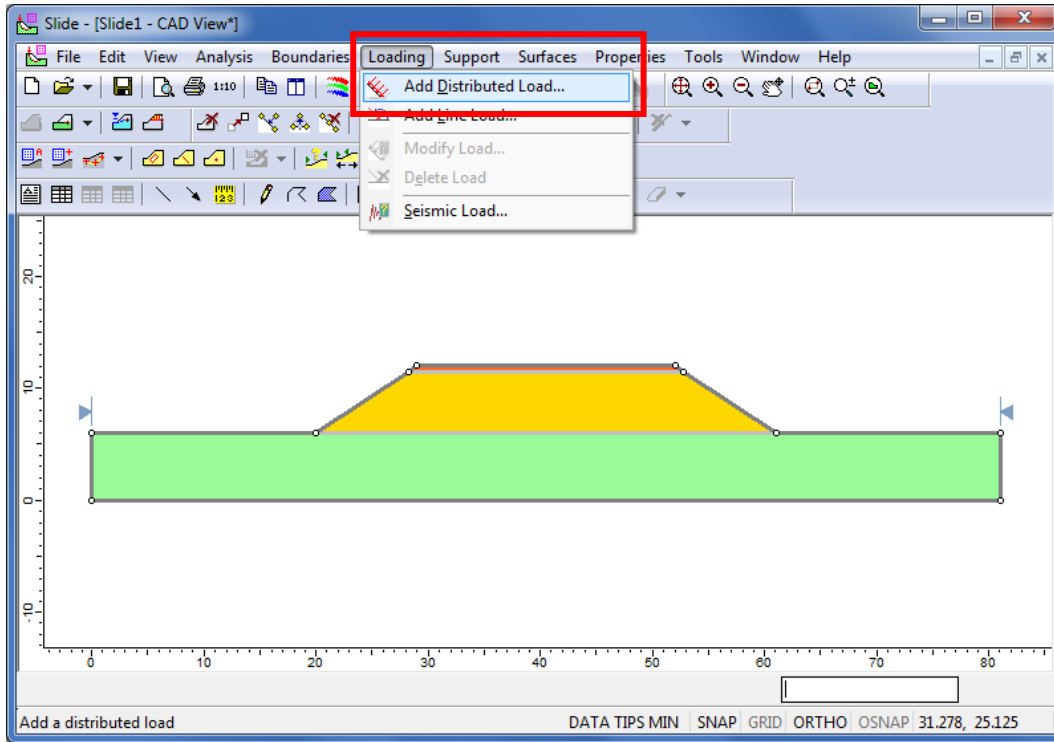 Slide - [Slide1 - CAD View*]
File Edit View Analysis Boundaries Loading Support Surfaces Properties Tools Window Help
1:10
Add Distributed Load...
Add Line Load...
Modify Load...
Delete Load
123
Seismic Load...
20
10
0
-10
0 10 20 30 40 50 60 70 80
Add a distributed load DATA TIPS MIN SNAP GRID ORTHO OSNAP 31.278, 25.125